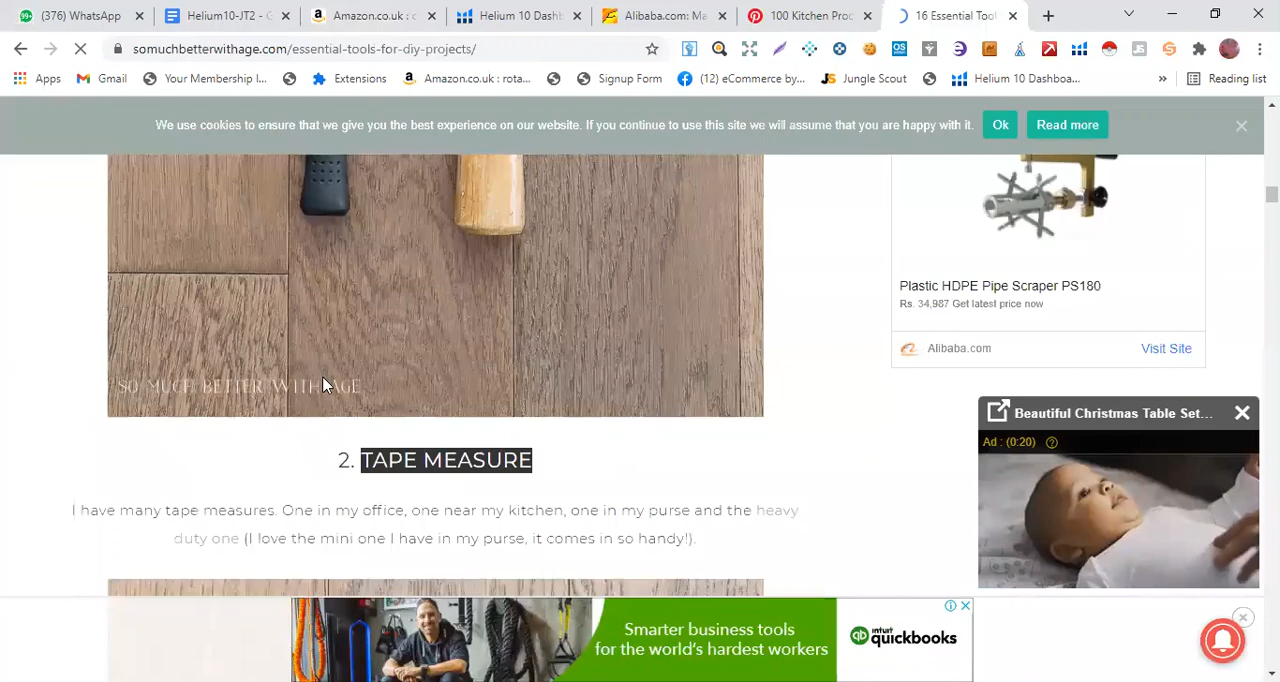 (376) WhatsApp
Helium10-JT2 - G
Amazon.co.uk : c
Helium 10 Dashb
Alibaba.com: Ma
100 Kitchen Proc
16 Essential Tool
somuchbetterwithage.com/essential-tools-for-diy-projects/
Apps
Gmail
Your Membership I...
Extensions
Amazon.co.uk : rota...
Signup Form
(12) eCommerce by...
Jungle Scout
Helium 10 Dashboa...
»
Reading list
We use cookies to ensure that we give you the best experience on our website. If you continue to use this site we will assume that you are happy with it.
Ok
Read more
Plastic HDPE Pipe Scraper PS180
Rs. 34,987 Get latest price now
Alibaba.com
Visit Site
SO MUCH BETTER WITH AGE
Beautiful Christmas Table Set...
Ad : (0:20)
2. TAPE MEASURE
I have many tape measures. One in my office, one near my kitchen, one in my purse and the heavy
duty one (I love the mini one I have in my purse, it comes in so handy!).
Smarter business tools
for the world's hardest workers
intuit
quickbooks